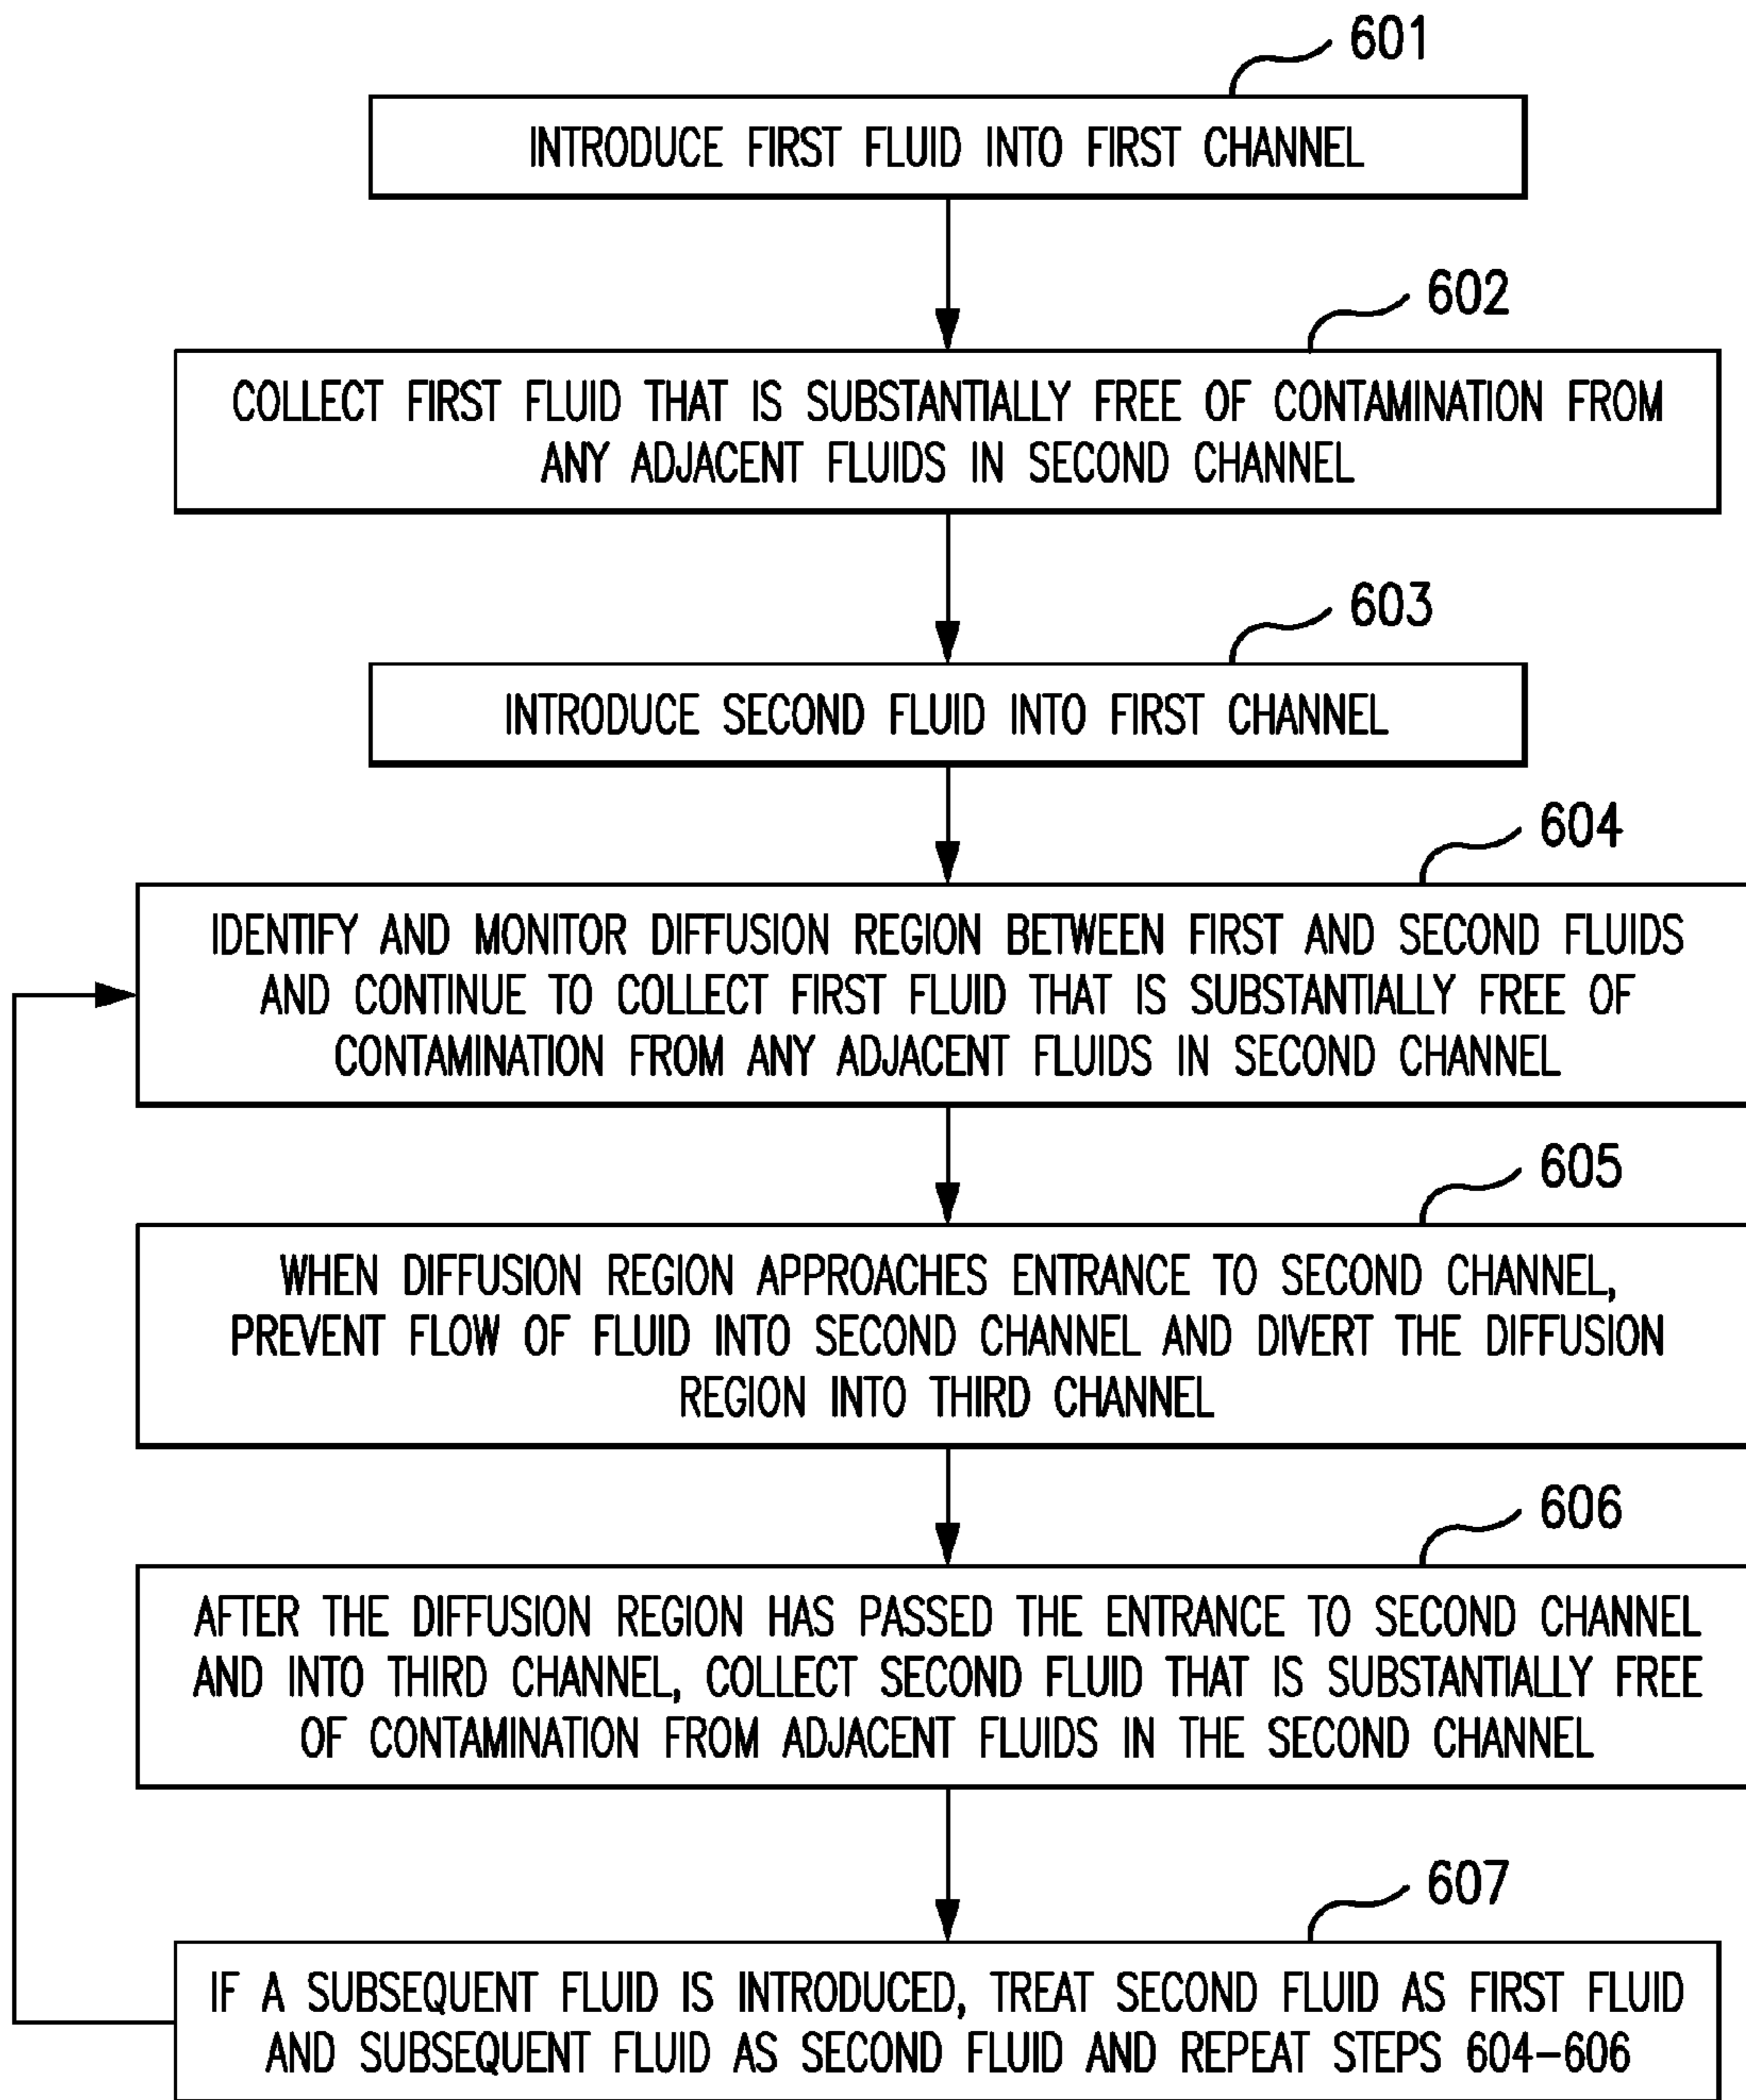 601
INTRODUCE FIRST FLUID INTO FIRST CHANNEL
602
COLLECT FIRST FLUID THAT IS SUBSTANTIALLY FREE OF CONTAMINATION FROM
ANY ADJACENT FLUIDS IN SECOND CHANNEL
603
INTRODUCE SECOND FLUID INTO FIRST CHANNEL
604
IDENTIFY AND MONITOR DIFFUSION REGION BETWEEN FIRST AND SECOND FLUIDS
AND CONTINUE TO COLLECT FIRST FLUID THAT IS SUBSTANTIALLY FREE OF
CONTAMINATION FROM ANY ADJACENT FLUIDS IN SECOND CHANNEL
605
WHEN DIFFUSION REGION APPROACHES ENTRANCE TO SECOND CHANNEL,
PREVENT FLOW OF FLUID INTO SECOND CHANNEL AND DIVERT THE DIFFUSION
REGION INTO THIRD CHANNEL
606
AFTER THE DIFFUSION REGION HAS PASSED THE ENTRANCE TO SECOND CHANNEL
AND INTO THIRD CHANNEL, COLLECT SECOND FLUID THAT IS SUBSTANTIALLY FREE
OF CONTAMINATION FROM ADJACENT FLUIDS IN THE SECOND CHANNEL
607
IF A SUBSEQUENT FLUID IS INTRODUCED, TREAT SECOND FLUID AS FIRST FLUID
AND SUBSEQUENT FLUID AS SECOND FLUID AND REPEAT STEPS 604-606